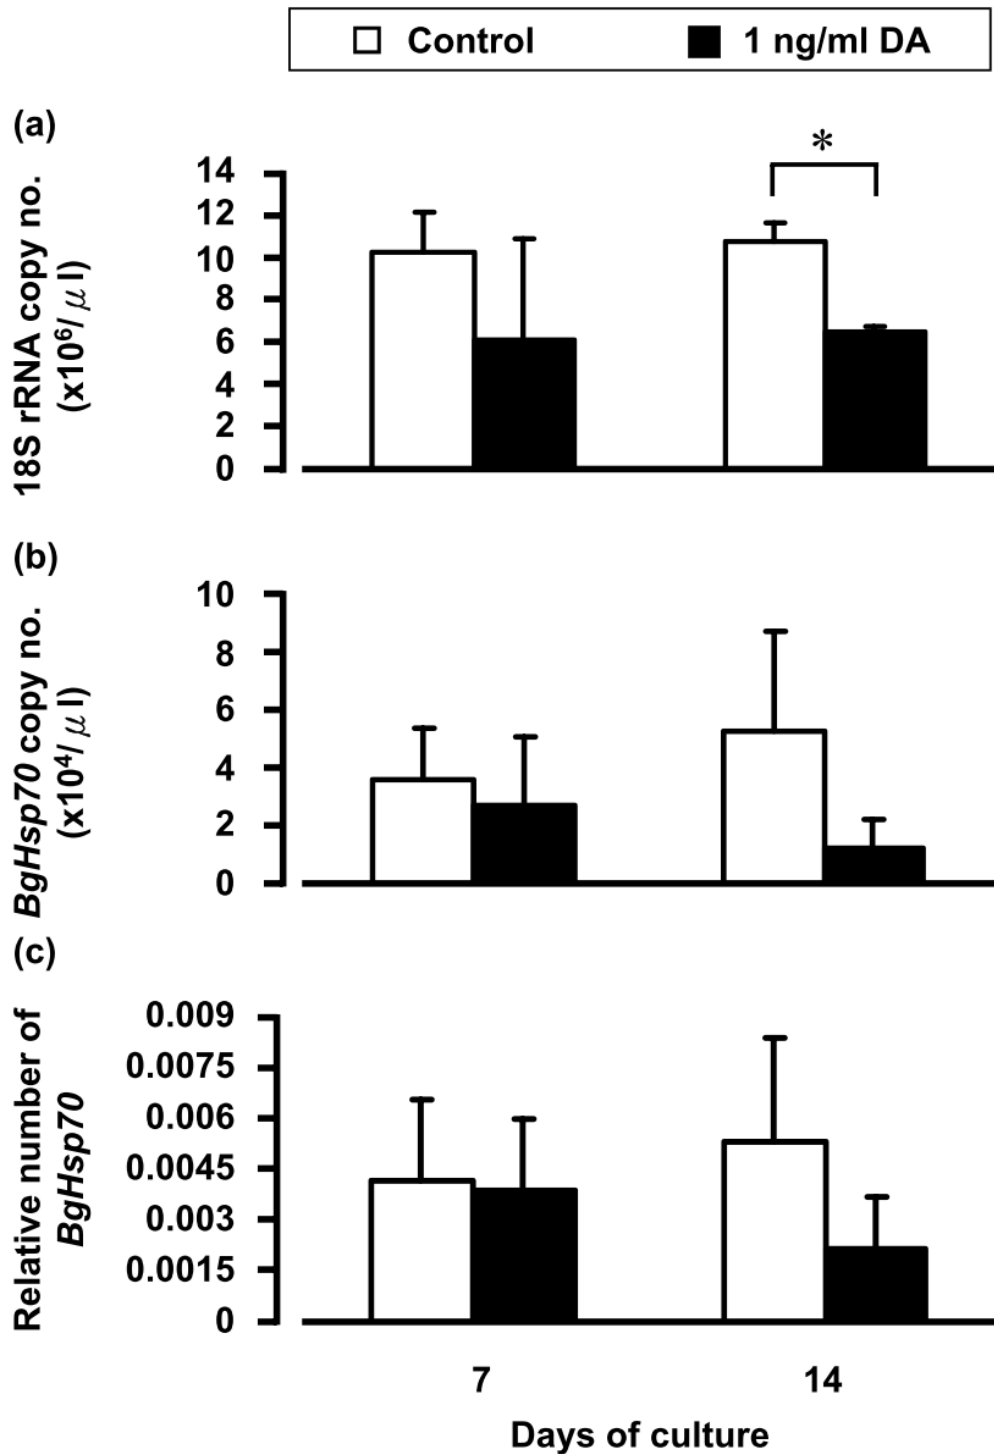 Control 1 ng/ml DA
(a)
18S rRNA copy no.
(x10⁶/μl)
*
14
12
10
8
6
4
2
0
(b)
BgHsp70 copy no.
(x10⁴/μl)
10
8
6
4
2
0
(c)
Relative number of
BgHsp70
0.009
0.0075
0.006
0.0045
0.003
0.0015
0
7 14
Days of culture